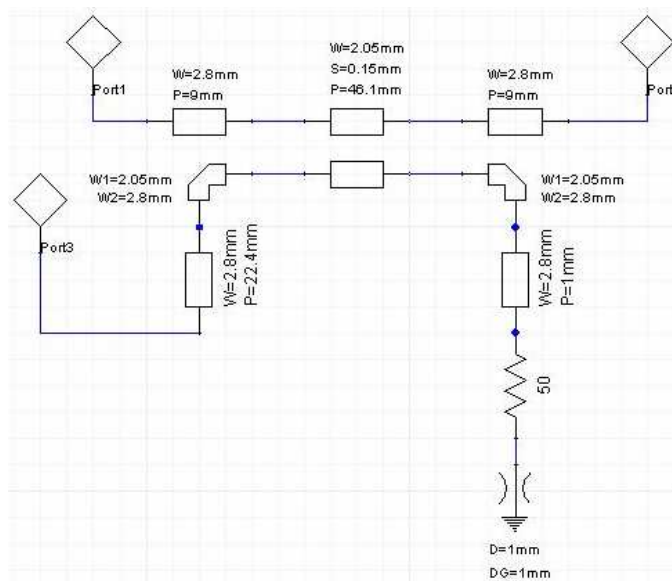 W=2.05mm
S=0.15mm
P=46.1mm
W=2.8mm
P=9mm
W=2.8mm
P=9mm
Port1
Port
W1=2.05mm
W2=2.8mm
W1=2.05mm
W2=2.8mm
Port3
W=2.8mm
P=22.4mm
W=2.8mm
P=1mm
50
D=1mm
DG=1mm